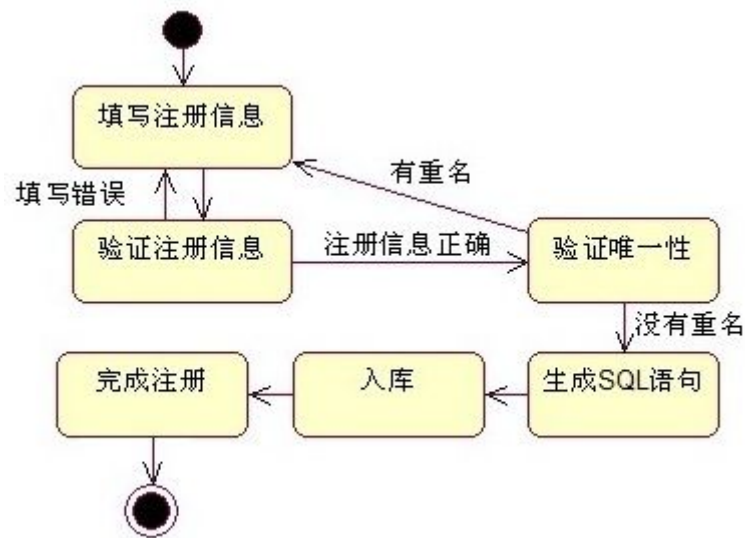 填写注册信息
有重名
填写错误
验证注册信息
注册信息正确
验证唯一性
没有重名
完成注册
入库
生成SQL语句